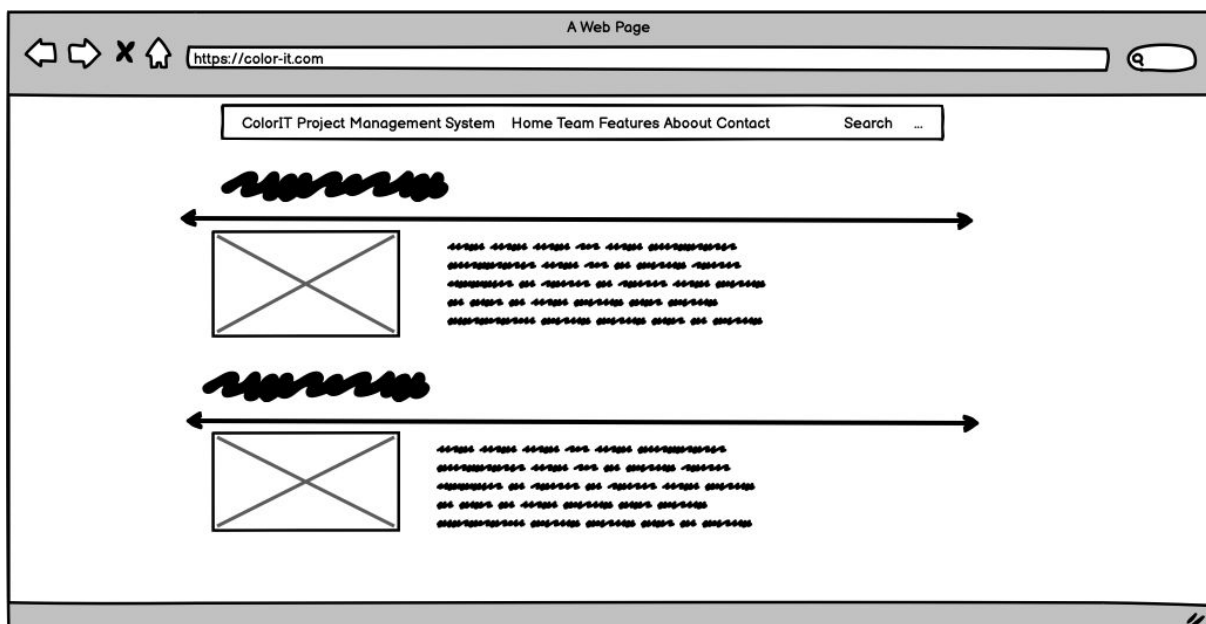 A Web Page
https://color-it.com
ColorIT Project Management System Home Team Features Aboout Contact Search ...